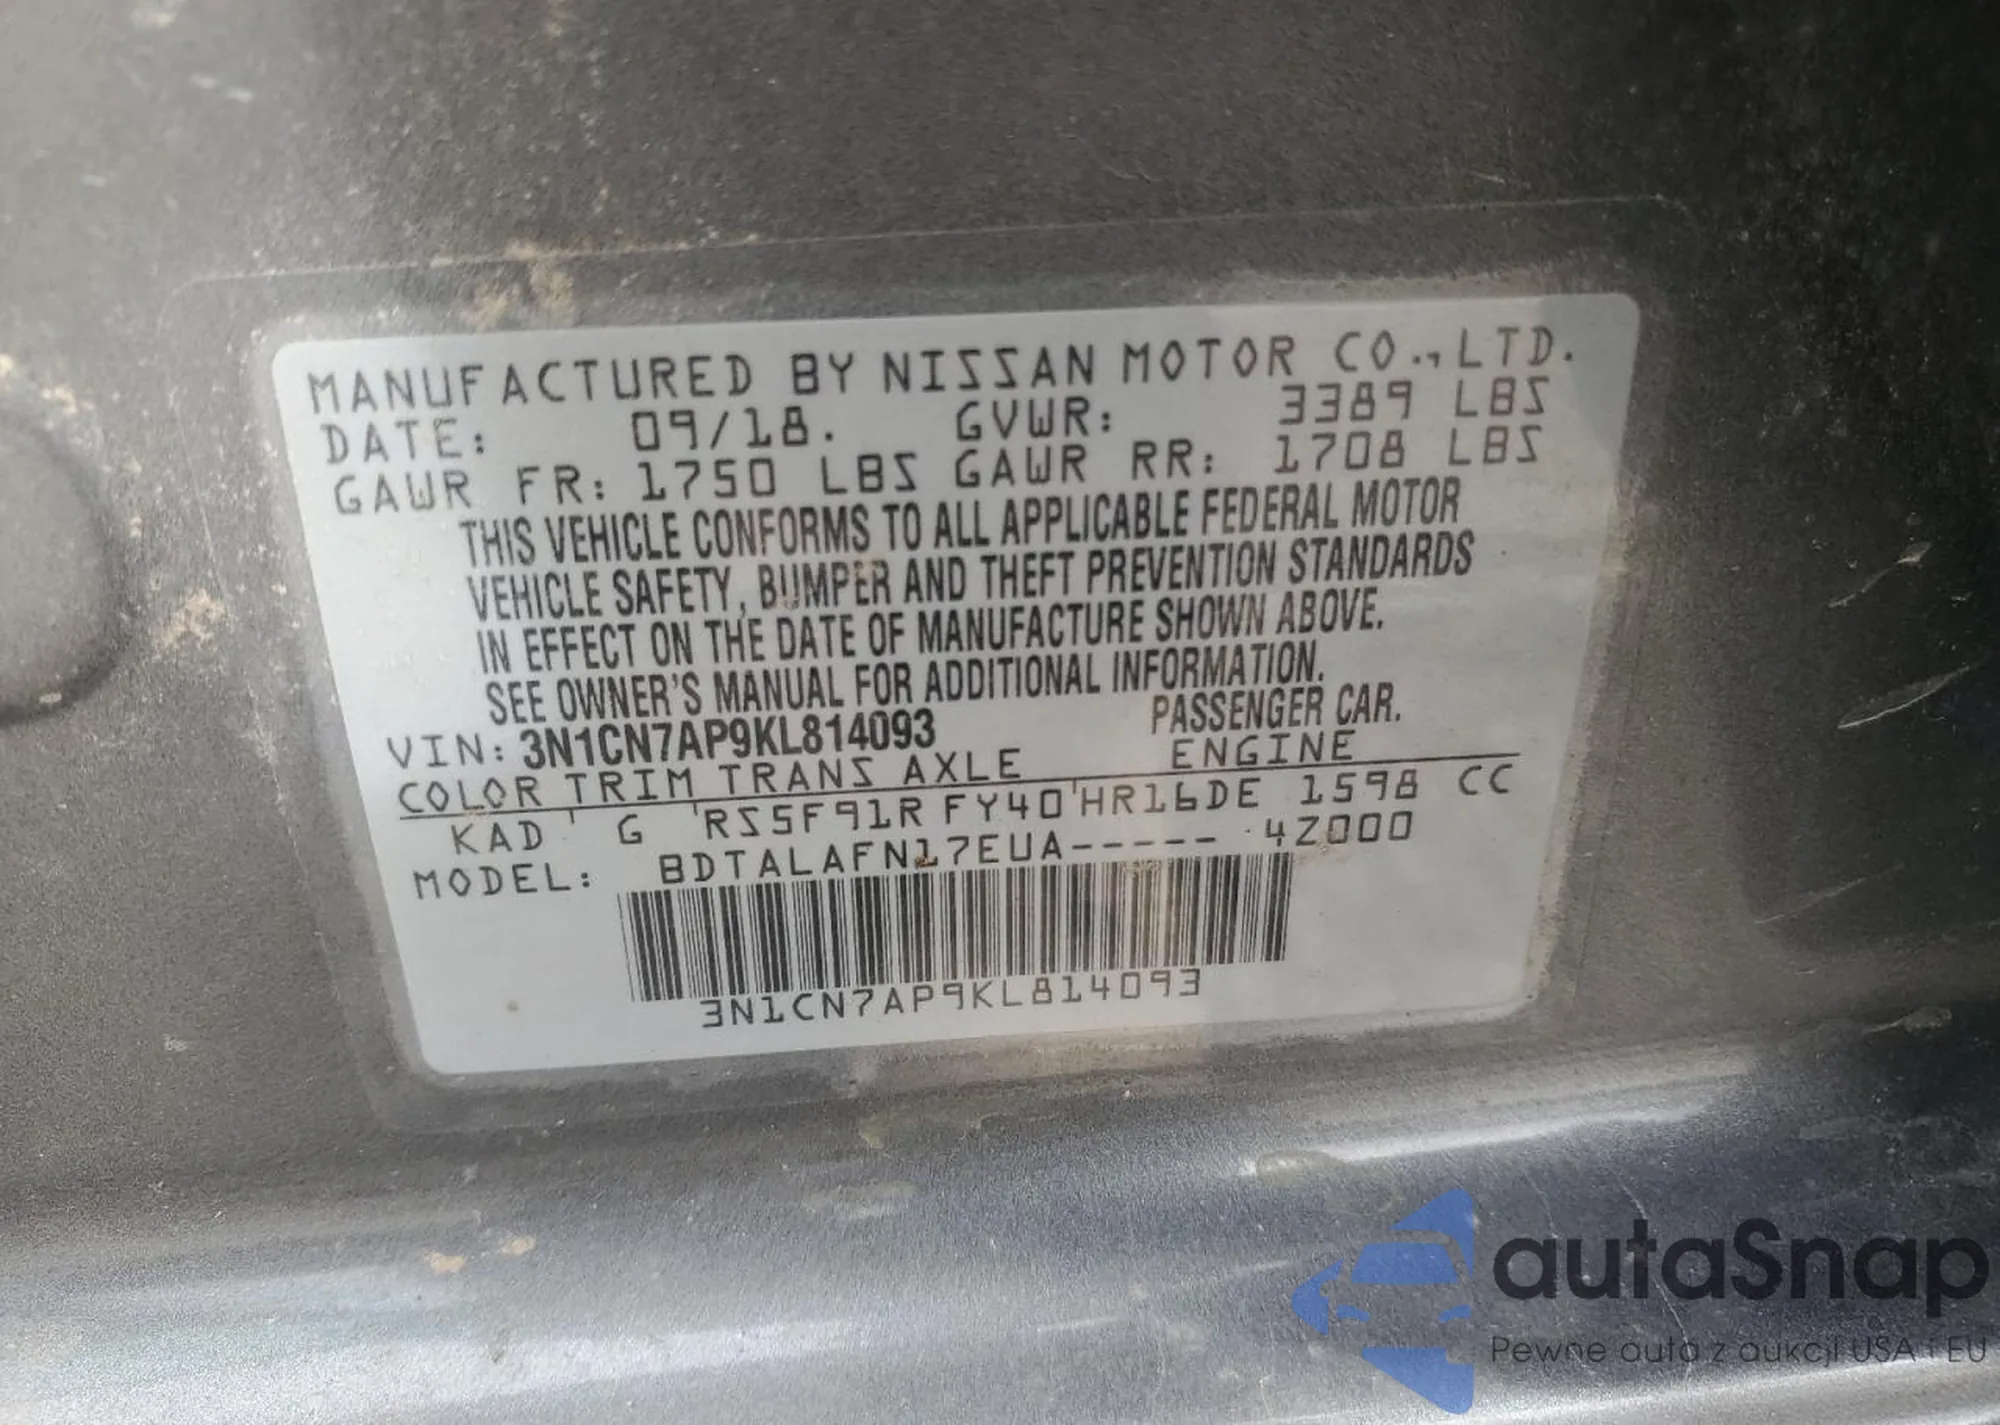 MANUFACTURED BY NISSAN MOTOR CO., LTD.
DATE: 09/18. GVWR: 3389 LBS
GAWR FR: 1750 LBS GAWR RR: 1708 LBS
THIS VEHICLE CONFORMS TO ALL APPLICABLE FEDERAL MOTOR
VEHICLE SAFETY, BUMPER AND THEFT PREVENTION STANDARDS
IN EFFECT ON THE DATE OF MANUFACTURE SHOWN ABOVE.
SEE OWNER'S MANUAL FOR ADDITIONAL INFORMATION.
VIN: 3N1CN7AP9KL814093 PASSENGER CAR.
COLOR TRIM TRANS AXLE ENGINE
KAD G RS5F91R FY40 HR16DE 1598 CC
MODEL: BDTALAFN17EUA----- 4Z000
3N1CN7AP9KL814093
autaSnap
Pewne auta z aukcji USA i EU